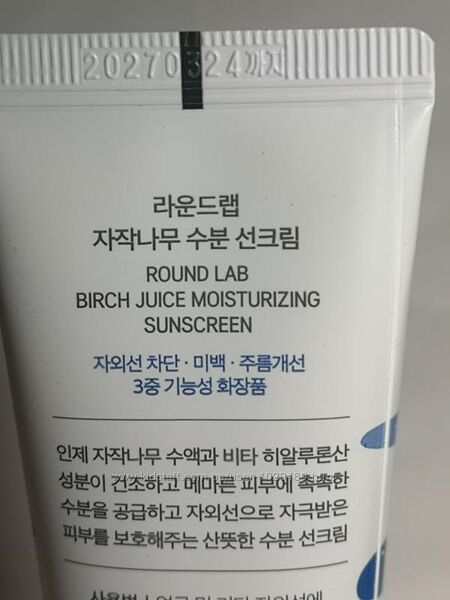 20270324까지
라운드랩
자작나무 수분 선크림
ROUND LAB
BIRCH JUICE MOISTURIZING
SUNSCREEN
자외선 차단 · 미백 · 주름개선
3중 기능성 화장품
인제 자작나무 수액과 비타 히알루론산
성분이 건조하고 메마른 피부에 촉촉한
수분을 공급하고 자외선으로 자극받은
피부를 보호해주는 산뜻한 수분 선크림